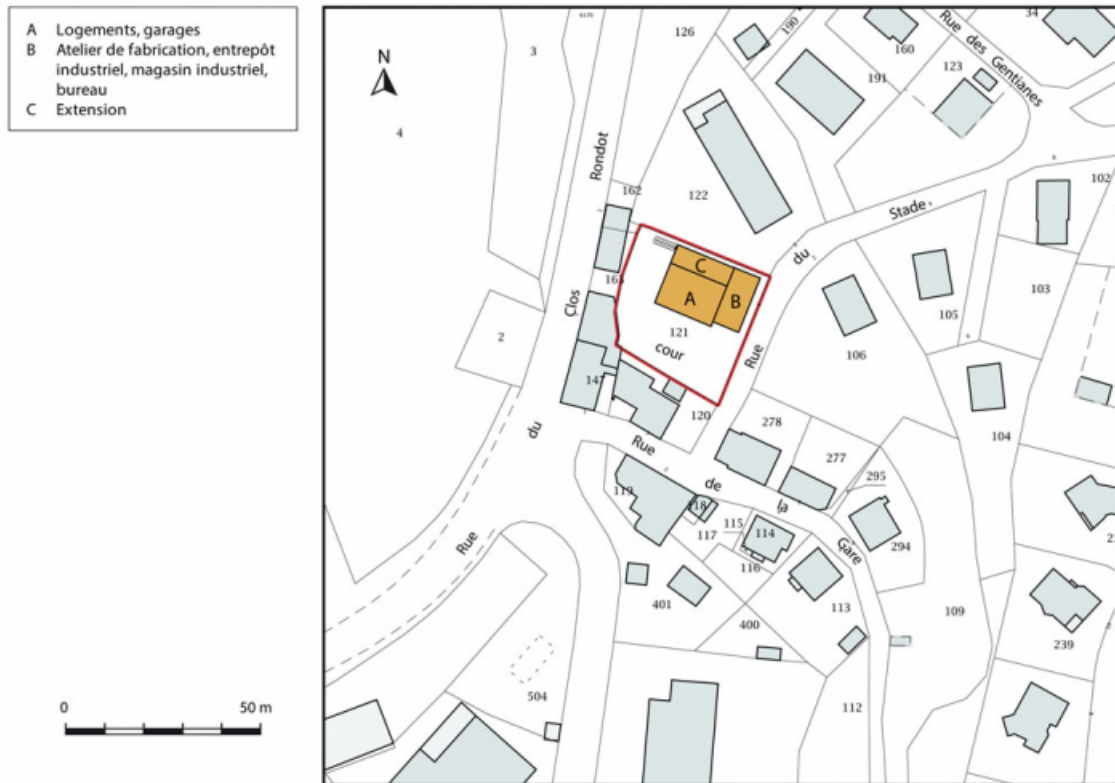 A Logements, garages
B Atelier de fabrication, entrepôt
industriel, magasin industriel,
bureau
C Extension
N
0
50 m
3
126
190
160
34
Rue des Gentianes
191
123
4
Rondot
162
122
102
Stade
du
C
A
B
163
121
cour
Clos
2
103
105
106
Rue
147
120
104
du
278
Rue
277
de
295
la
119
118
117
115
114
294
Gare
116
Rue
401
113
109
400
239
504
112